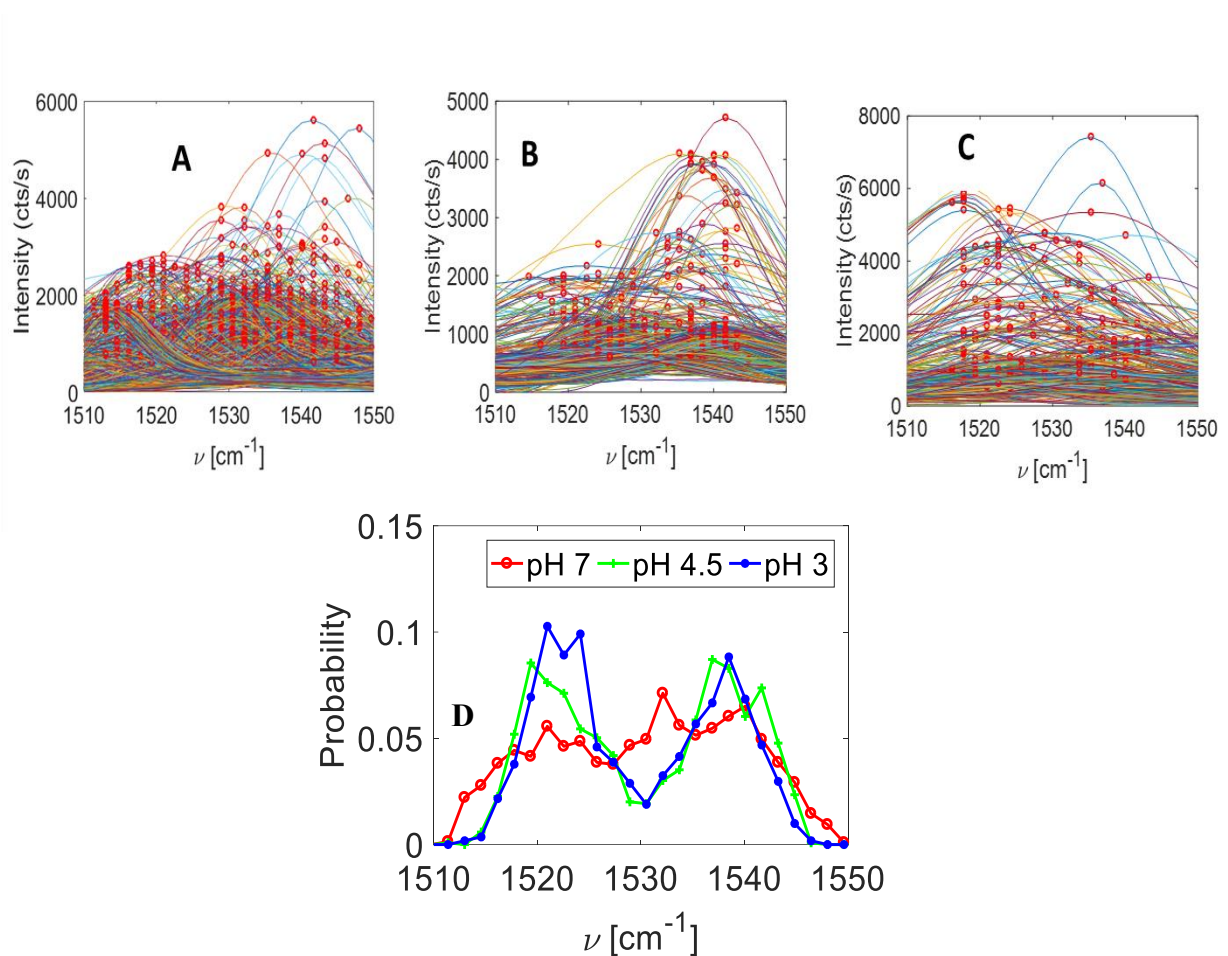 A
Intensity (cts/s)
6000
4000
2000
0
1510 1520 1530 1540 1550
ν [cm-1]
B
Intensity (cts/s)
5000
4000
3000
2000
1000
0
1510 1520 1530 1540 1550
ν [cm-1]
C
Intensity (cts/s)
8000
6000
4000
2000
0
1510 1520 1530 1540 1550
ν [cm-1]
D
Probability
0.15
0.1
0.05
0
pH 7 pH 4.5 pH 3
1510 1520 1530 1540 1550
ν [cm-1]